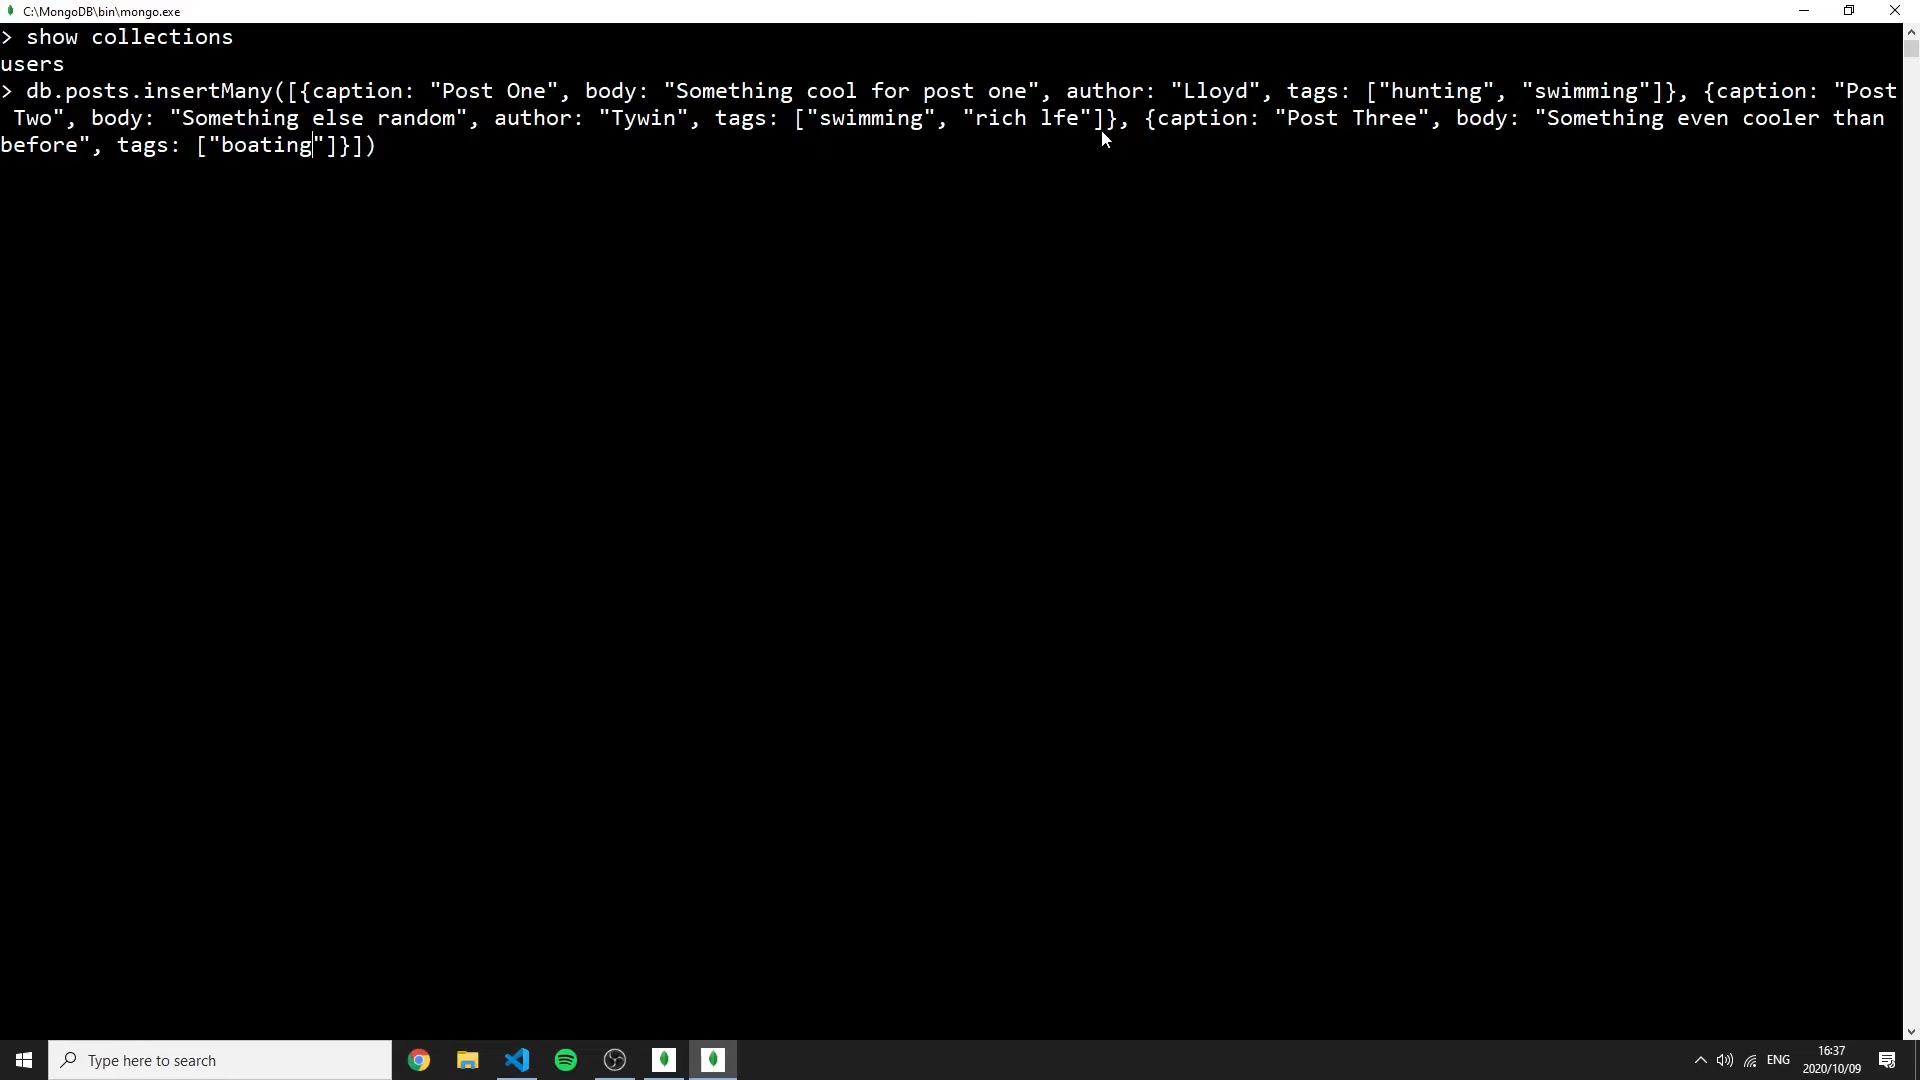 C:\MongoDB\bin\mongo.exe
> show collections
users
> db.posts.insertMany([{caption: "Post One", body: "Something cool for post one", author: "Lloyd", tags: ["hunting", "swimming"]}, {caption: "Post
Two", body: "Something else random", author: "Tywin", tags: ["swimming", "rich lfe"]}, {caption: "Post Three", body: "Something even cooler than
before", tags: ["boating"]}])
Type here to search
ENG
16:37
2020/10/09